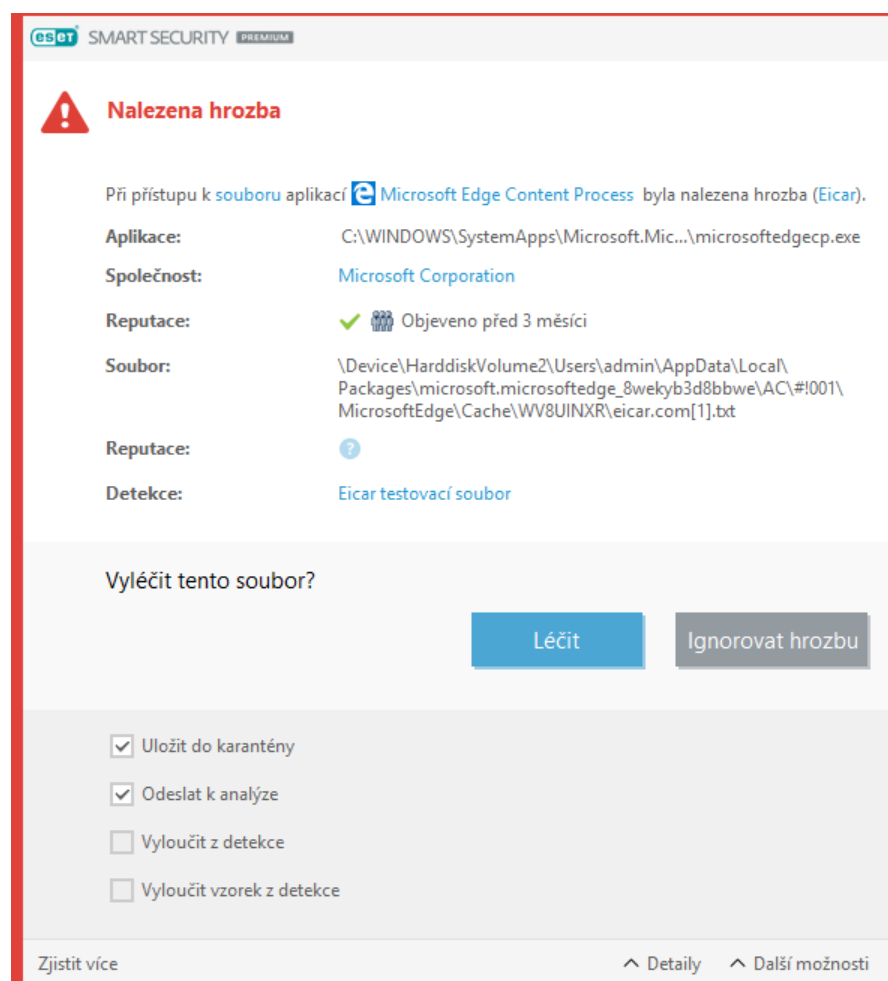 eset SMART SECURITY PREMIUM
Nalezena hrozba
Při přístupu k souboru aplikací Microsoft Edge Content Process byla nalezena hrozba (Eicar).
Aplikace: C:\WINDOWS\SystemApps\Microsoft.Mic...\microsoftedgecp.exe
Společnost: Microsoft Corporation
Reputace: Objeveno před 3 měsíci
Soubor: \Device\HarddiskVolume2\Users\admin\AppData\Local\
Packages\microsoft.microsoftedge_8wekyb3d8bbwe\AC\#!001\
MicrosoftEdge\Cache\WV8UINXR\eicar.com[1].txt
Reputace: ?
Detekce: Eicar testovací soubor
Vyléčit tento soubor?
Léčit Ignorovat hrozbu
Uložit do karantény
Odeslat k analýze
Vyloučit z detekce
Vyloučit vzorek z detekce
Zjistit více Detaily Další možnosti